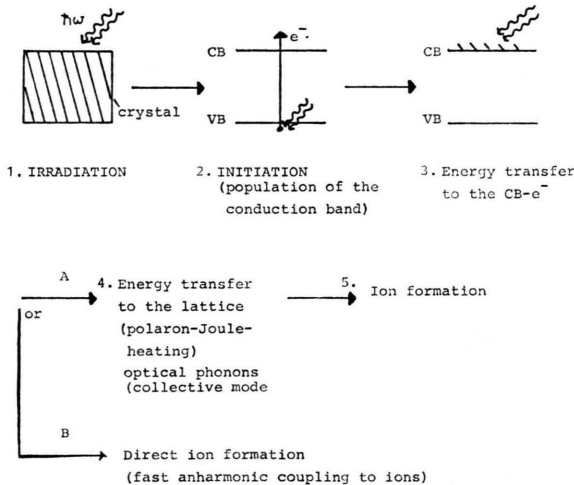 ħω
crystal
CB
e⁻
VB
CB
VB
1. IRRADIATION
2. INITIATION
(population of the
conduction band)
3. Energy transfer
to the CB-e⁻
A
or
4. Energy transfer
to the lattice
(polaron-Joule-
heating)
optical phonons
(collective mode
5. Ion formation
B
Direct ion formation
(fast anharmonic coupling to ions)